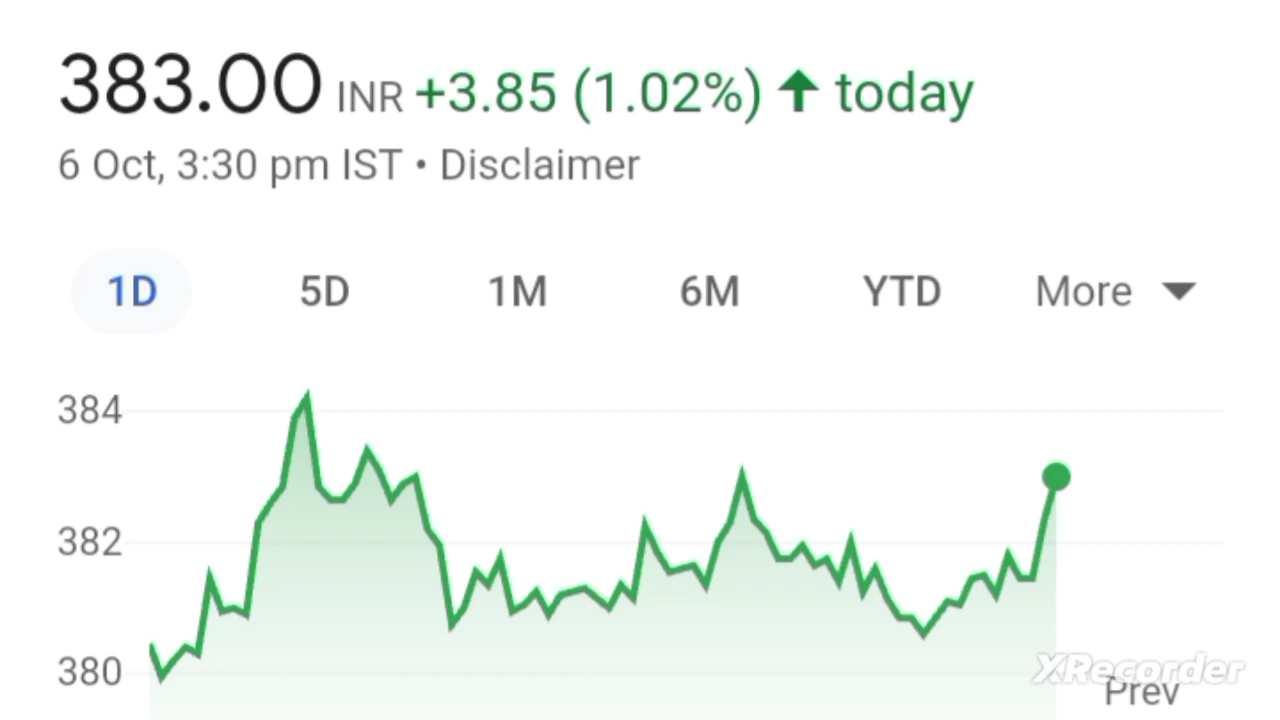 383.00 INR +3.85 (1.02%) ↑ today
6 Oct, 3:30 pm IST • Disclaimer
1D 5D 1M 6M YTD More
384
382
380
XRecorder
Prev